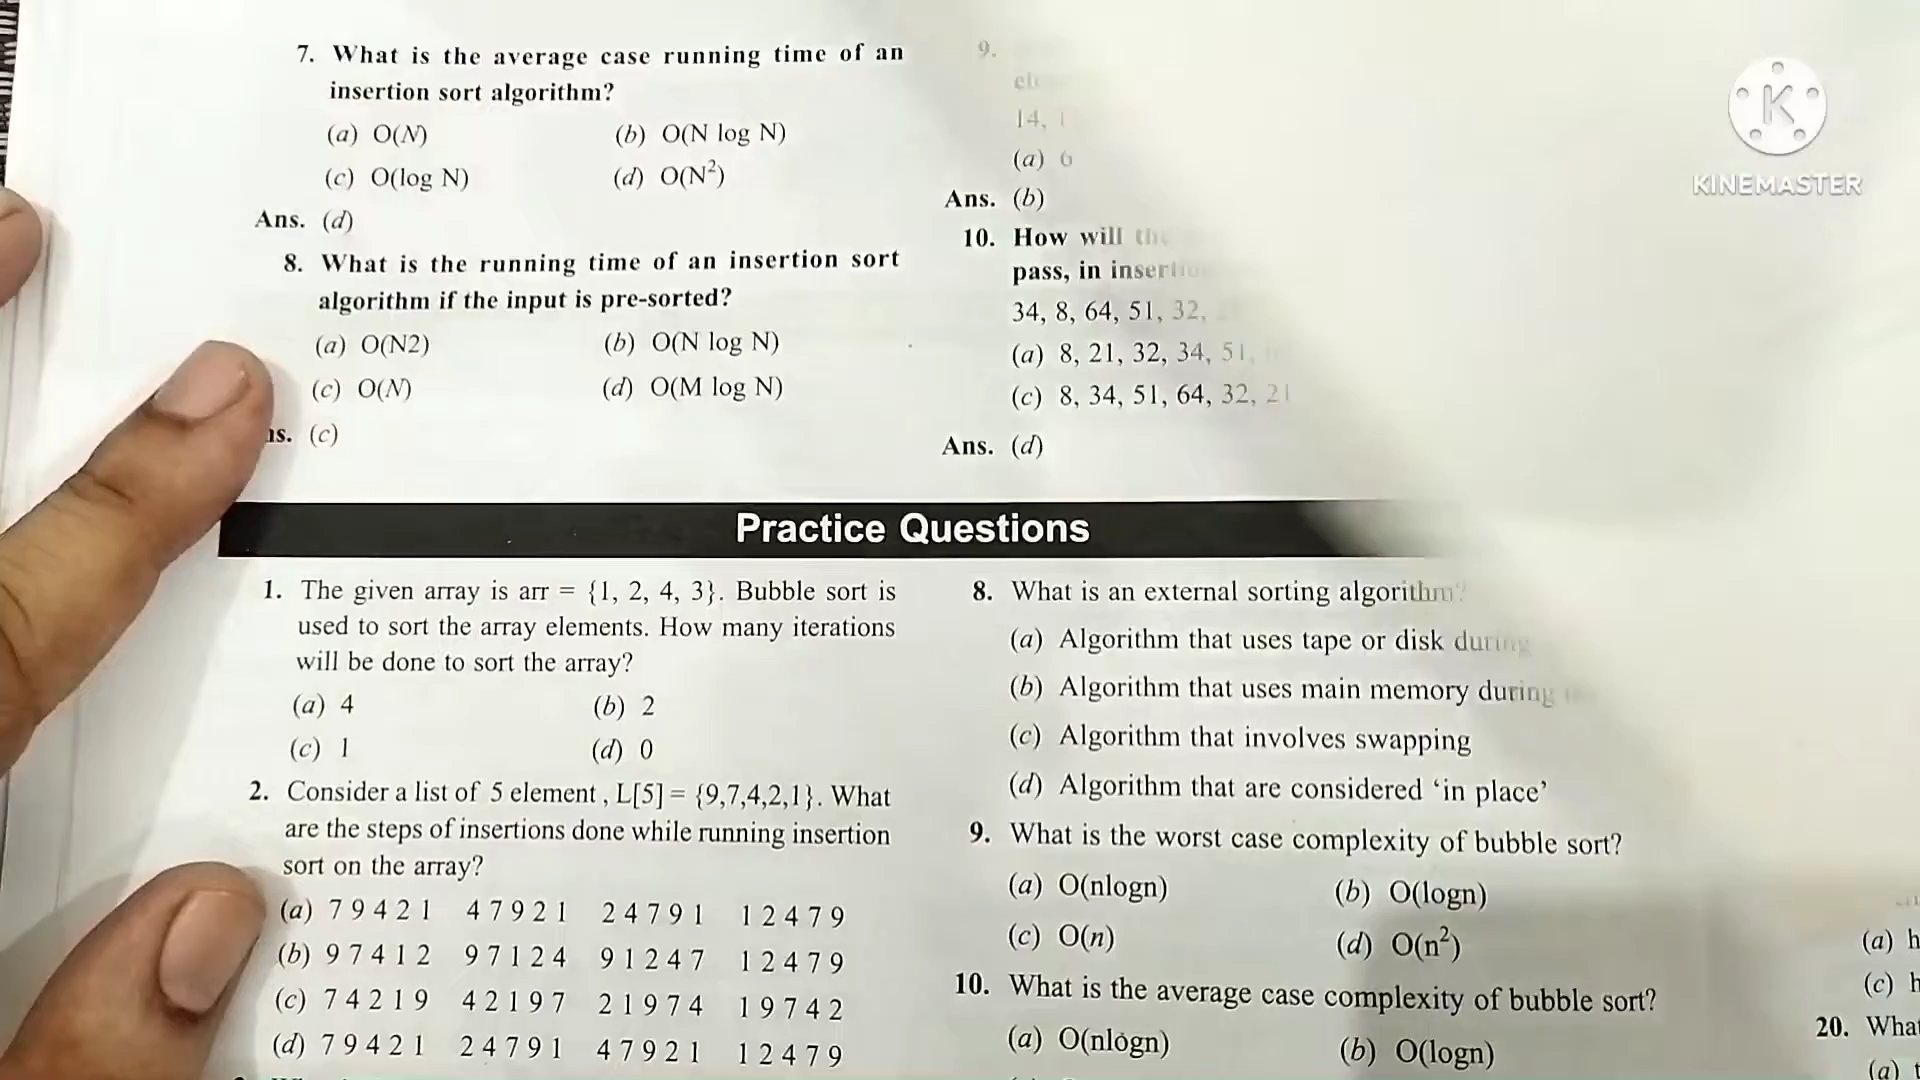 7. What is the average case running time of an
insertion sort algorithm?
(a) O(N) (b) O(N log N)
(c) O(log N) (d) O(N²)
Ans. (d)
8. What is the running time of an insertion sort
algorithm if the input is pre-sorted?
(a) O(N2) (b) O(N log N)
(c) O(N) (d) O(M log N)
(c)
9.
14,
(a) 6
Ans. (b)
10. How will the
pass, in
34, 8, 64, 51, 32,
(a) 8, 21, 32, 34, 51,
(c) 8, 34, 51, 64, 32, 21
Ans. (d)
KINEMASTER
Practice Questions
1. The given array is arr = {1, 2, 4, 3}. Bubble sort is
used to sort the array elements. How many iterations
will be done to sort the array?
(a) 4 (b) 2
(c) 1 (d) 0
2. Consider a list of 5 element , L[5] = {9,7,4,2,1}. What
are the steps of insertions done while running insertion
sort on the array?
(a) 7 9 4 2 1 4 7 9 2 1 2 4 7 9 1 1 2 4 7 9
(b) 9 7 4 1 2 9 7 1 2 4 9 1 2 4 7 1 2 4 7 9
(c) 7 4 2 1 9 4 2 1 9 7 2 1 9 7 4 1 9 7 4 2
(d) 7 9 4 2 1 2 4 7 9 1 4 7 9 2 1 1 2 4 7 9
8. What is an external sorting algorithm?
(a) Algorithm that uses tape or disk during
(b) Algorithm that uses main memory during
(c) Algorithm that involves swapping
(d) Algorithm that are considered ‘in place’
9. What is the worst case complexity of bubble sort?
(a) O(nlogn) (b) O(logn)
(c) O(n) (d) O(n²)
10. What is the average case complexity of bubble sort?
(a) O(nlogn) (b) O(logn)
(a)
(c)
20.
(a)